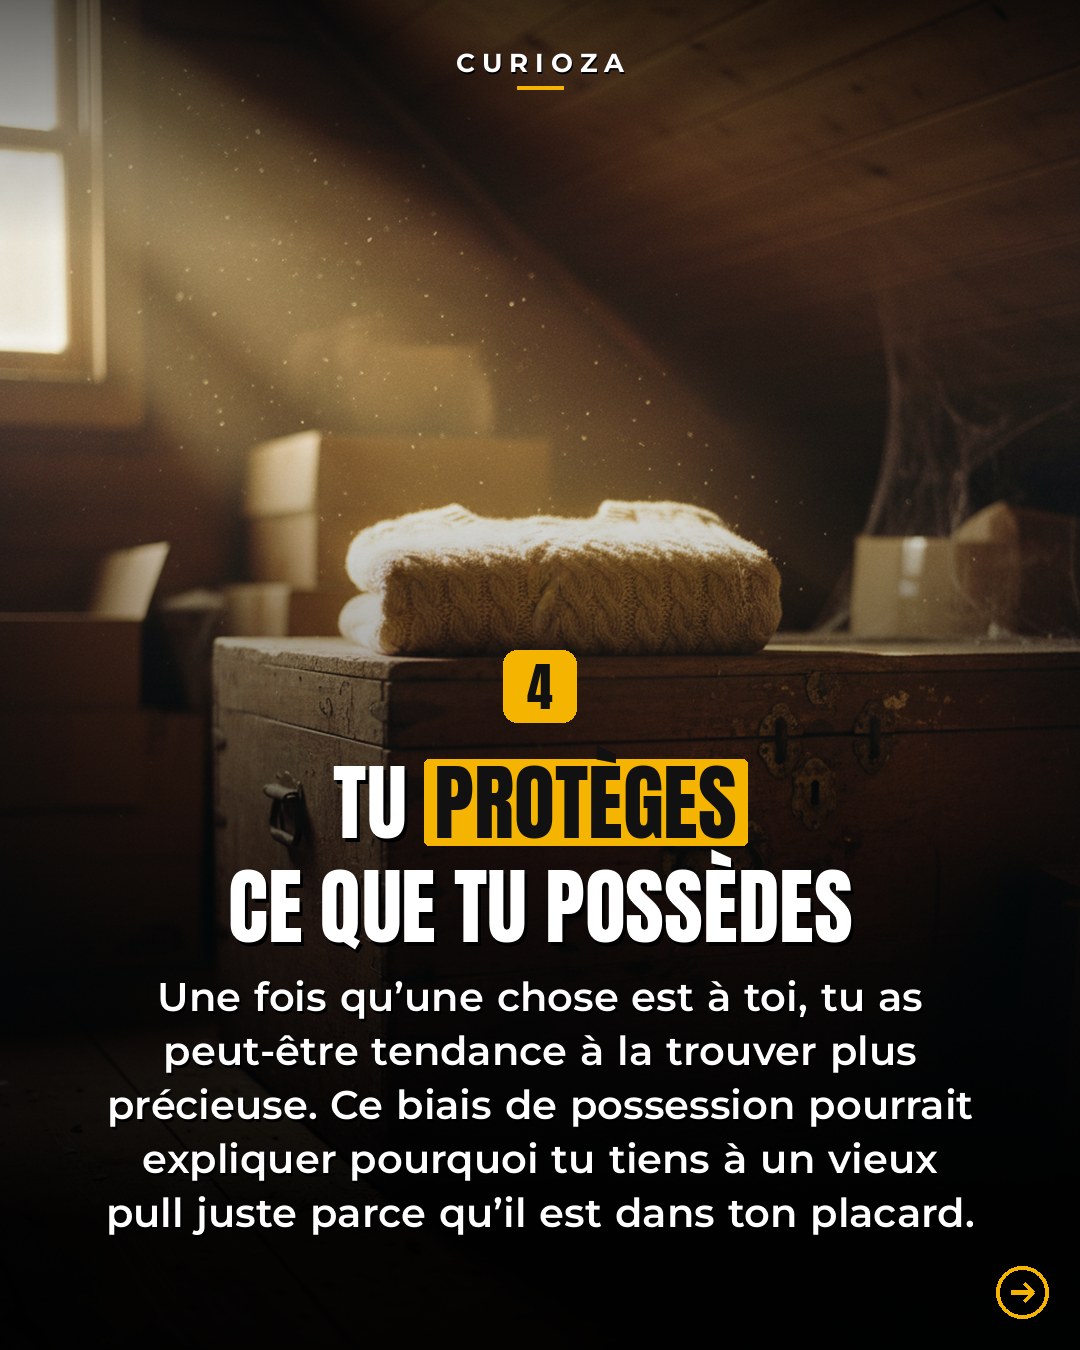 CURIOZA
4
TU PROTÈGES
CE QUE TU POSSÈDES
Une fois qu’une chose est à toi, tu as
peut-être tendance à la trouver plus
précieuse. Ce biais de possession pourrait
expliquer pourquoi tu tiens à un vieux
pull juste parce qu’il est dans ton placard.